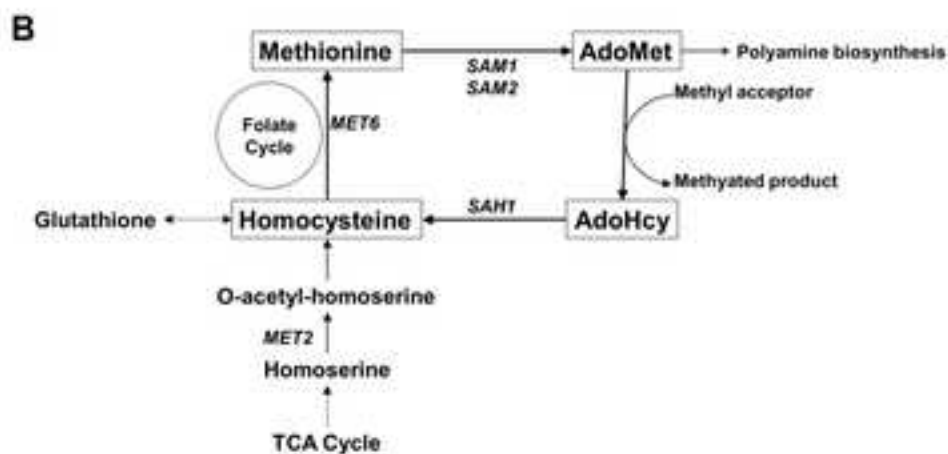 B
Methionine
AdoMet
Polyamine biosynthesis
SAM1
SAM2
Methyl acceptor
Folate
Cycle
MET6
Methyated product
Glutathione
Homocysteine
SAH1
AdoHcy
O-acetyl-homoserine
MET2
Homoserine
TCA Cycle